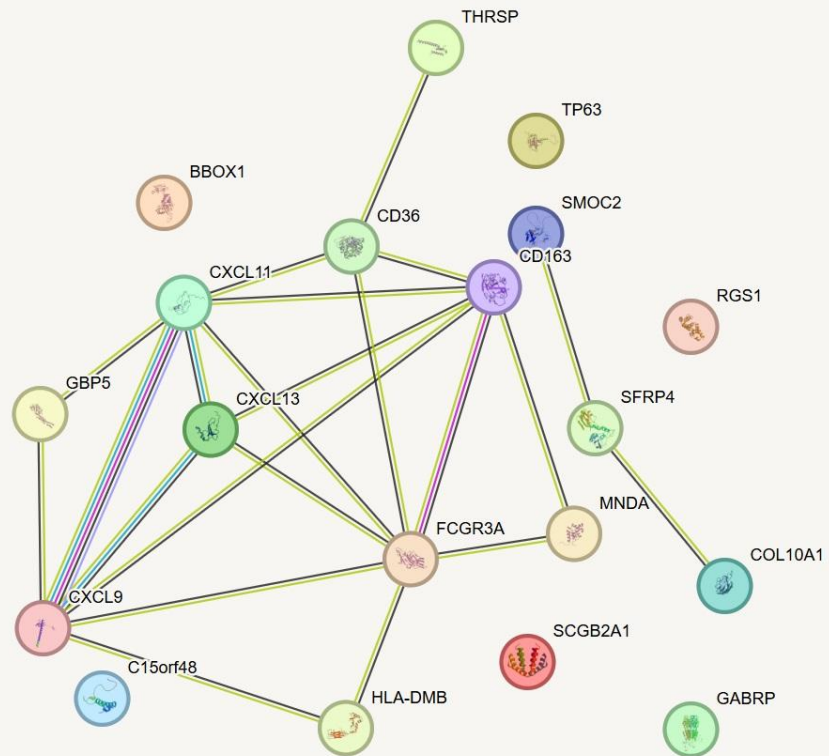 THRSP
TP63
BBOX1
SMOC2
CD36
CD163
CXCL11
RGS1
GBP5
CXCL13
SFRP4
MNDA
FCGR3A
COL10A1
CXCL9
SCGB2A1
C15orf48
HLA-DMB
GABRP